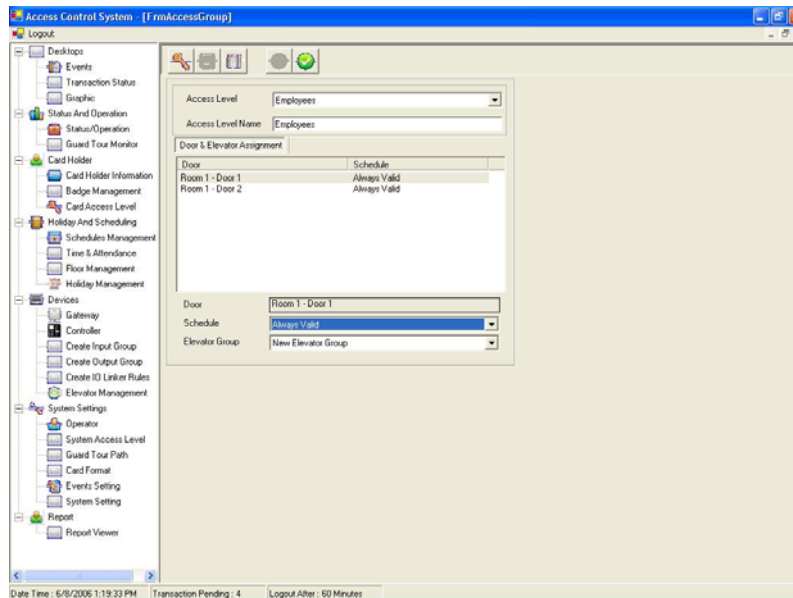 Access Control System - [FrmAccessGroup]
Logout
Desktops
Events
Transaction Status
Graphic
Status And Operation
Status/Operation
Guard Tour Monitor
Card Holder
Card Holder Information
Badge Management
Card Access Level
Holiday And Scheduling
Schedules Management
Time & Attendance
Floor Management
Holiday Management
Devices
Gateway
Controller
Create Input Group
Create Output Group
Create IO Linker Rules
Elevator Management
System Settings
Operator
System Access Level
Guard Tour Path
Card Format
Events Setting
System Setting
Report
Report Viewer
Access Level Employees
Access Level Name Employees
Door & Elevator Assignment
Door Schedule
Room 1 - Door 1 Always Valid
Room 1 - Door 2 Always Valid
Door Room 1 - Door 1
Schedule Always Valid
Elevator Group New Elevator Group
Date Time : 6/8/2006 1:19:33 PM Transaction Pending : 4 Logout After : 60 Minutes